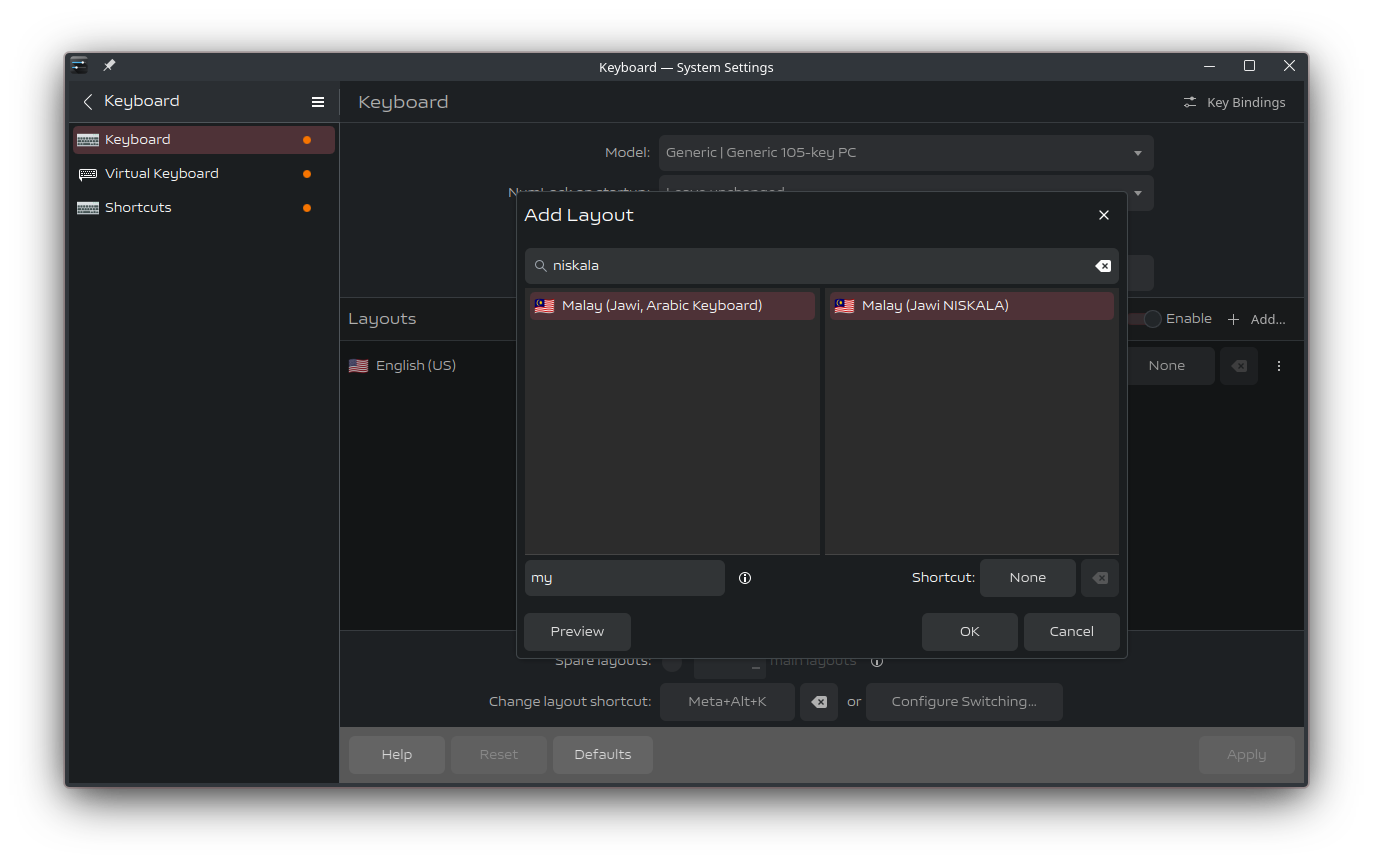 Keyboard — System Settings
Keyboard
Keyboard
Virtual Keyboard
Shortcuts
Keyboard
Key Bindings
Model: Generic | Generic 105-key PC
NumLock on startup: Leave unchanged
Add Layout
niskala
Malay (Jawi, Arabic Keyboard)
Malay (Jawi NISKALA)
my
Shortcut: None
Preview
OK
Cancel
Layouts
Enable
Add...
English (US)
None
Spare layouts:
main layouts
Change layout shortcut: Meta+Alt+K or Configure Switching...
Help
Reset
Defaults
Apply